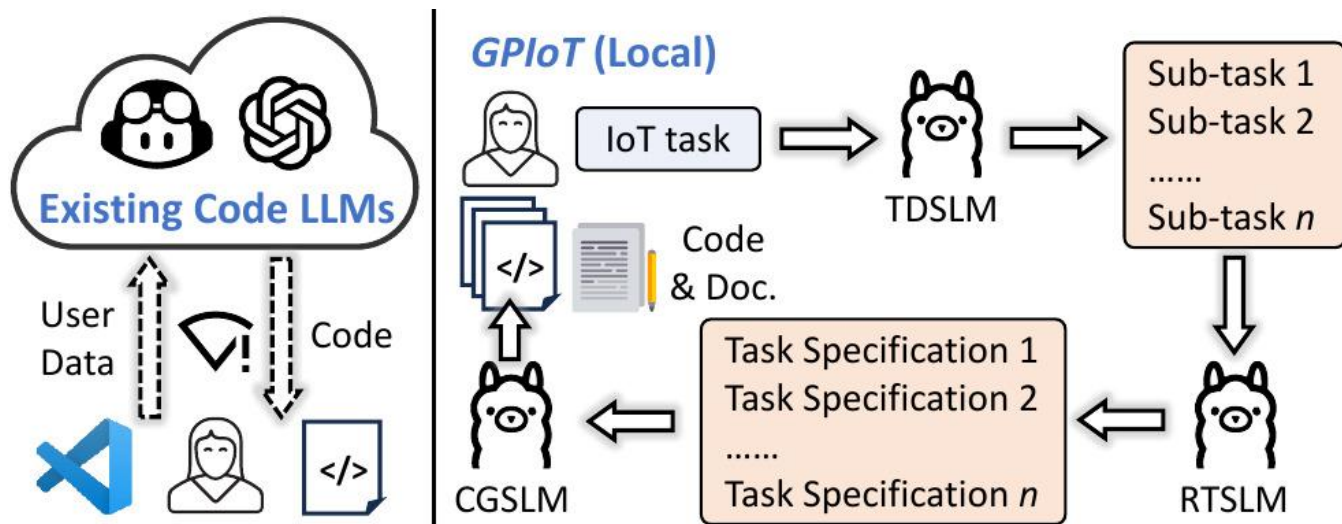 Existing Code LLMs
User
Data
!
Code
</>
GPIoT (Local)
IoT task
TDSLM
Sub-task 1
Sub-task 2
......
Sub-task n
RTSLM
Task Specification 1
Task Specification 2
......
Task Specification n
CGSLM
</>
Code
& Doc.